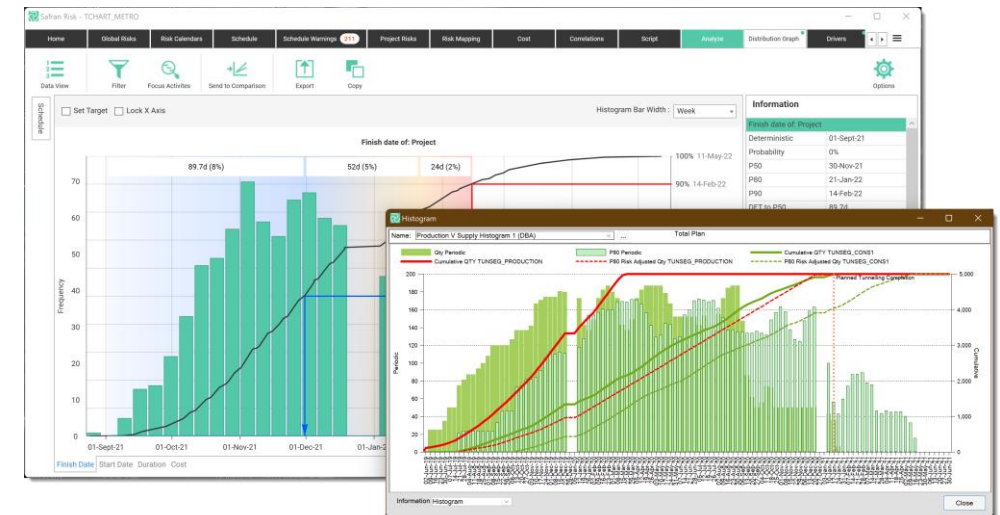 Safran Risk - TCHART_METRO
Home Global Risks Risk Calendars Schedule Schedule Warnings 211 Project Risks Risk Mapping Cost Correlations Script Analyze Distribution Graph Drivers
Data View Filter Focus Activites Send to Comparison Export Copy Options
Schedule
Set Target Lock X Axis Histogram Bar Width : Week
Information
Finish date of: Project
Finish date of: Project
Deterministic 01-Sept-21
Probability 0%
P50 30-Nov-21
P80 21-Jan-22
P90 14-Feb-22
DET to P50 89.7d
89.7d (8%) 52d (5%) 24d (2%)
100% 11-May-22
90% 14-Feb-22
Frequency
70
60
50
40
30
20
10
0
01-Sept-21 01-Oct-21 01-Nov-21 01-Dec-21
Finish Date Start Date Duration Cost
Histogram
Name: Production V Supply Histogram 1 (DBA) ... Total Plan
Qty Periodic P80 Periodic Cumulative QTY TUNSEG_CONS1
Cumulative QTY TUNSEG_PRODUCTION P80 Risk Adjusted Qty TUNSEG_PRODUCTION P80 Risk Adjusted Qty TUNSEG_CONS1
Planned Tunnelling Completion
Periodic
200
180
160
140
120
100
80
60
40
20
0
5,000
4,000
3,000
2,000
1,000
0
Cumulative
Information Histogram
Close